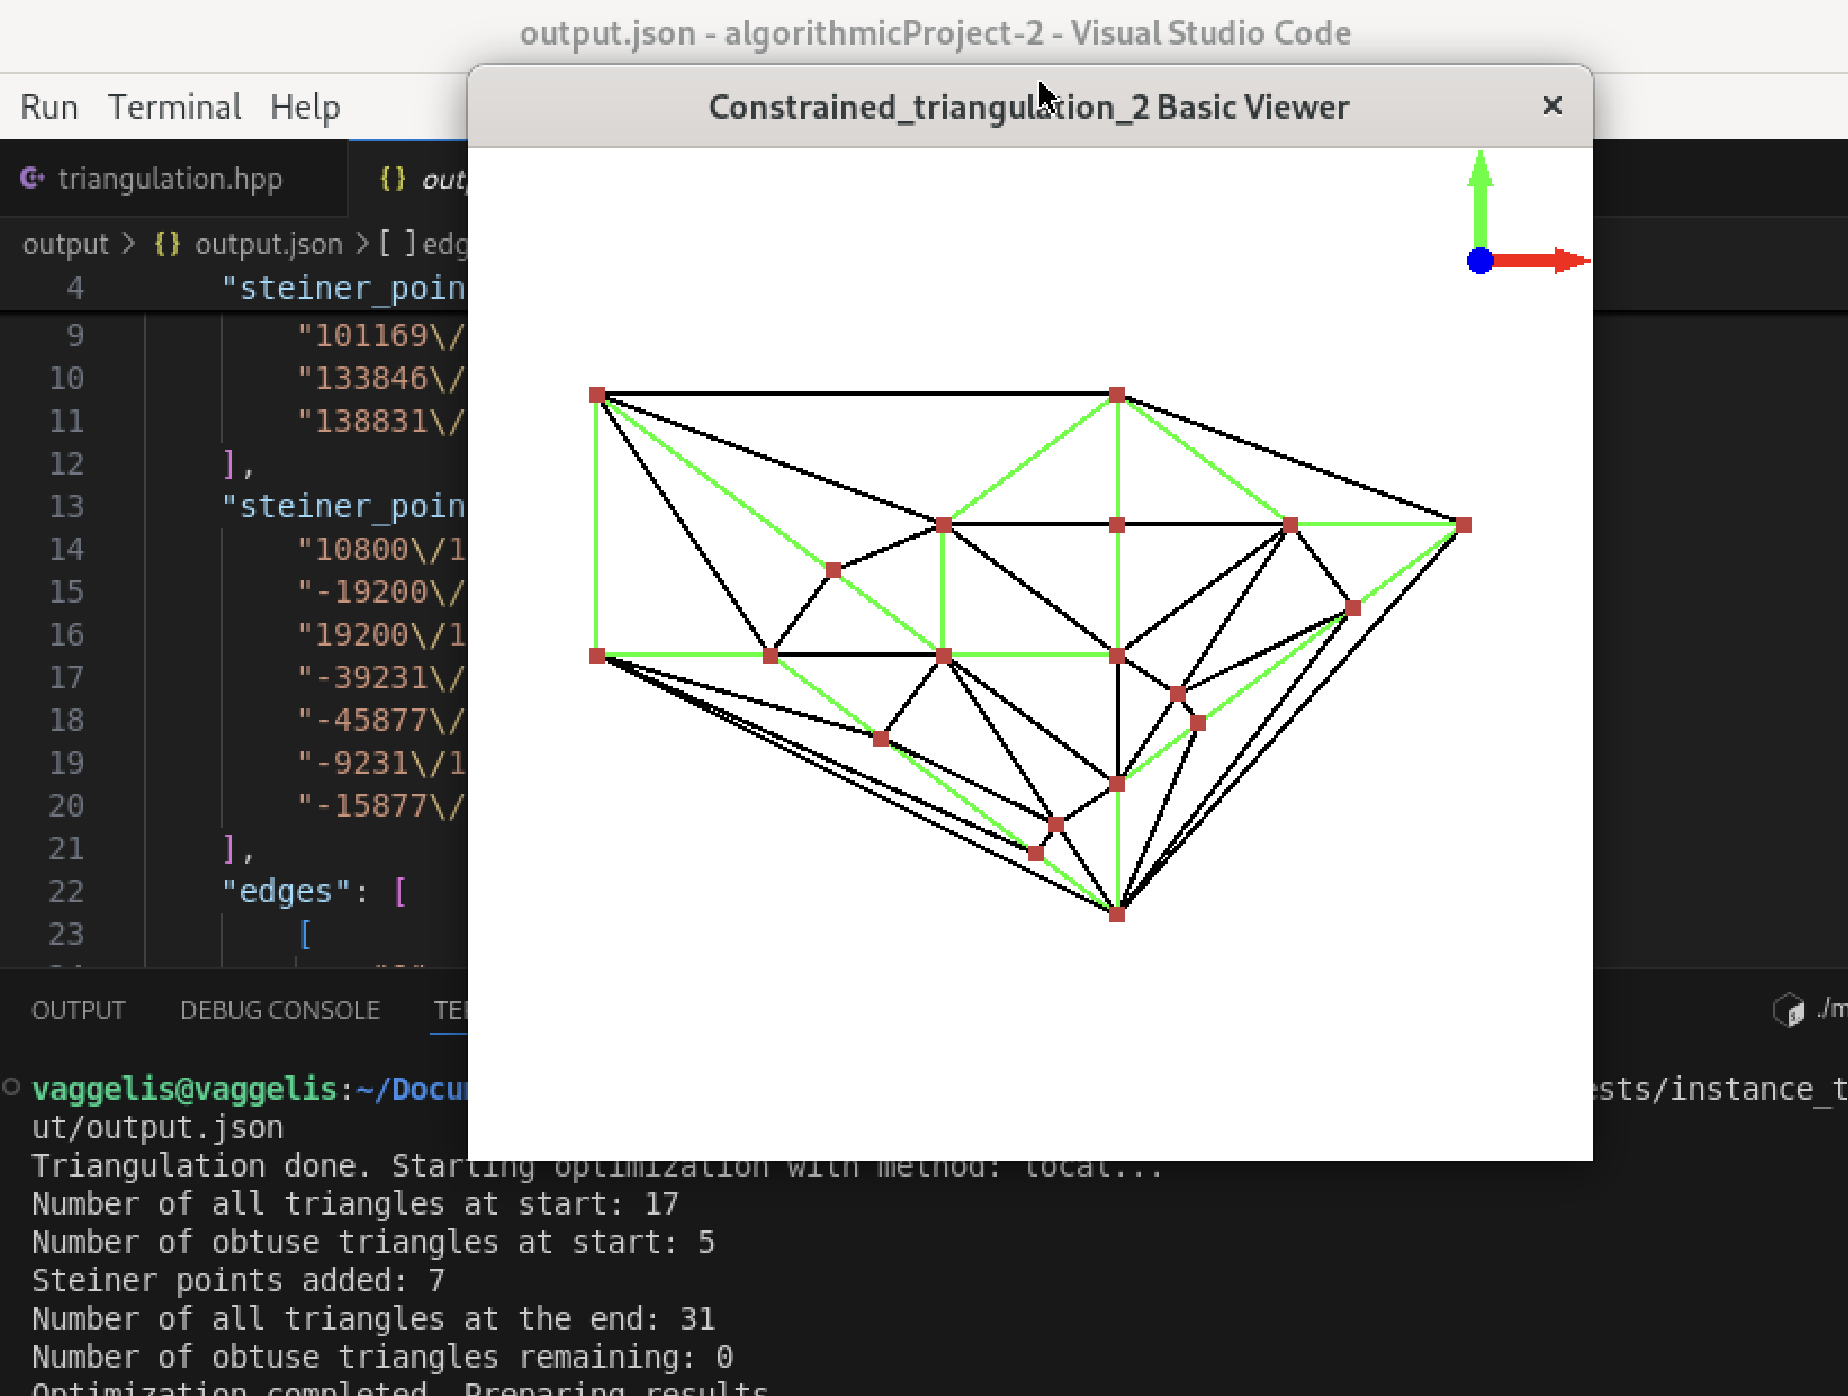 output.json - algorithmicProject-2 - Visual Studio Code
Run Terminal Help
Constrained_triangulation_2 Basic Viewer
triangulation.hpp {}
output > {} output.json > [ ]
4 "steiner_poin
9 "101169\/
10 "133846\/
11 "138831\/
12 ],
13 "steiner_poin
14 "10800\/1
15 "-19200\/
16 "19200\/1
17 "-39231\/
18 "-45877\/
19 "-9231\/1
20 "-15877\/
21 ],
22 "edges": [
23 [
OUTPUT DEBUG CONSOLE
vaggelis@vaggelis:~/Docu ests/instance_t
ut/output.json
Triangulation done. Starting optimization with method: local...
Number of all triangles at start: 17
Number of obtuse triangles at start: 5
Steiner points added: 7
Number of all triangles at the end: 31
Number of obtuse triangles remaining: 0
Optimization completed. Preparing results